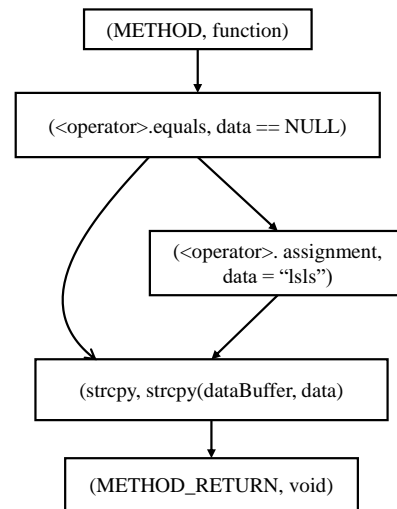 (METHOD, function)
(<operator>.equals, data == NULL)
(<operator>. assignment,
data = “lsls”)
(strcpy, strcpy(dataBuffer, data)
(METHOD_RETURN, void)